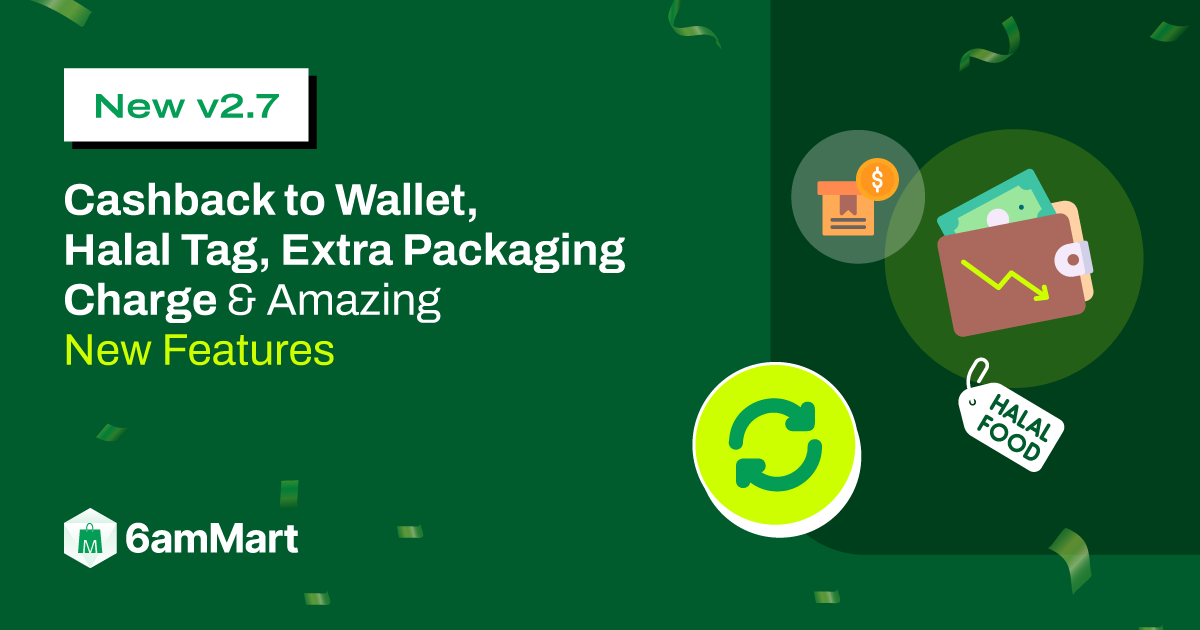 New v2.7
Cashback to Wallet,
Halal Tag, Extra Packaging
Charge & Amazing
New Features
$
HALAL
FOOD
M
6amMart